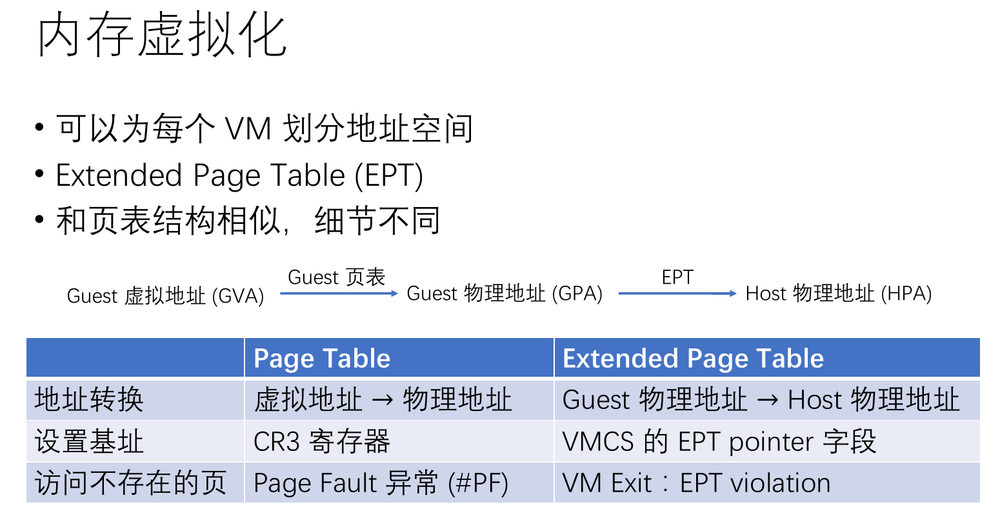 内存虚拟化
• 可以为每个 VM 划分地址空间
• Extended Page Table (EPT)
• 和页表结构相似，细节不同
Guest 虚拟地址 (GVA) Guest 页表 Guest 物理地址 (GPA) EPT Host 物理地址 (HPA)
Page Table Extended Page Table
地址转换 虚拟地址 → 物理地址 Guest 物理地址 → Host 物理地址
设置基址 CR3 寄存器 VMCS 的 EPT pointer 字段
访问不存在的页 Page Fault 异常 (#PF) VM Exit：EPT violation